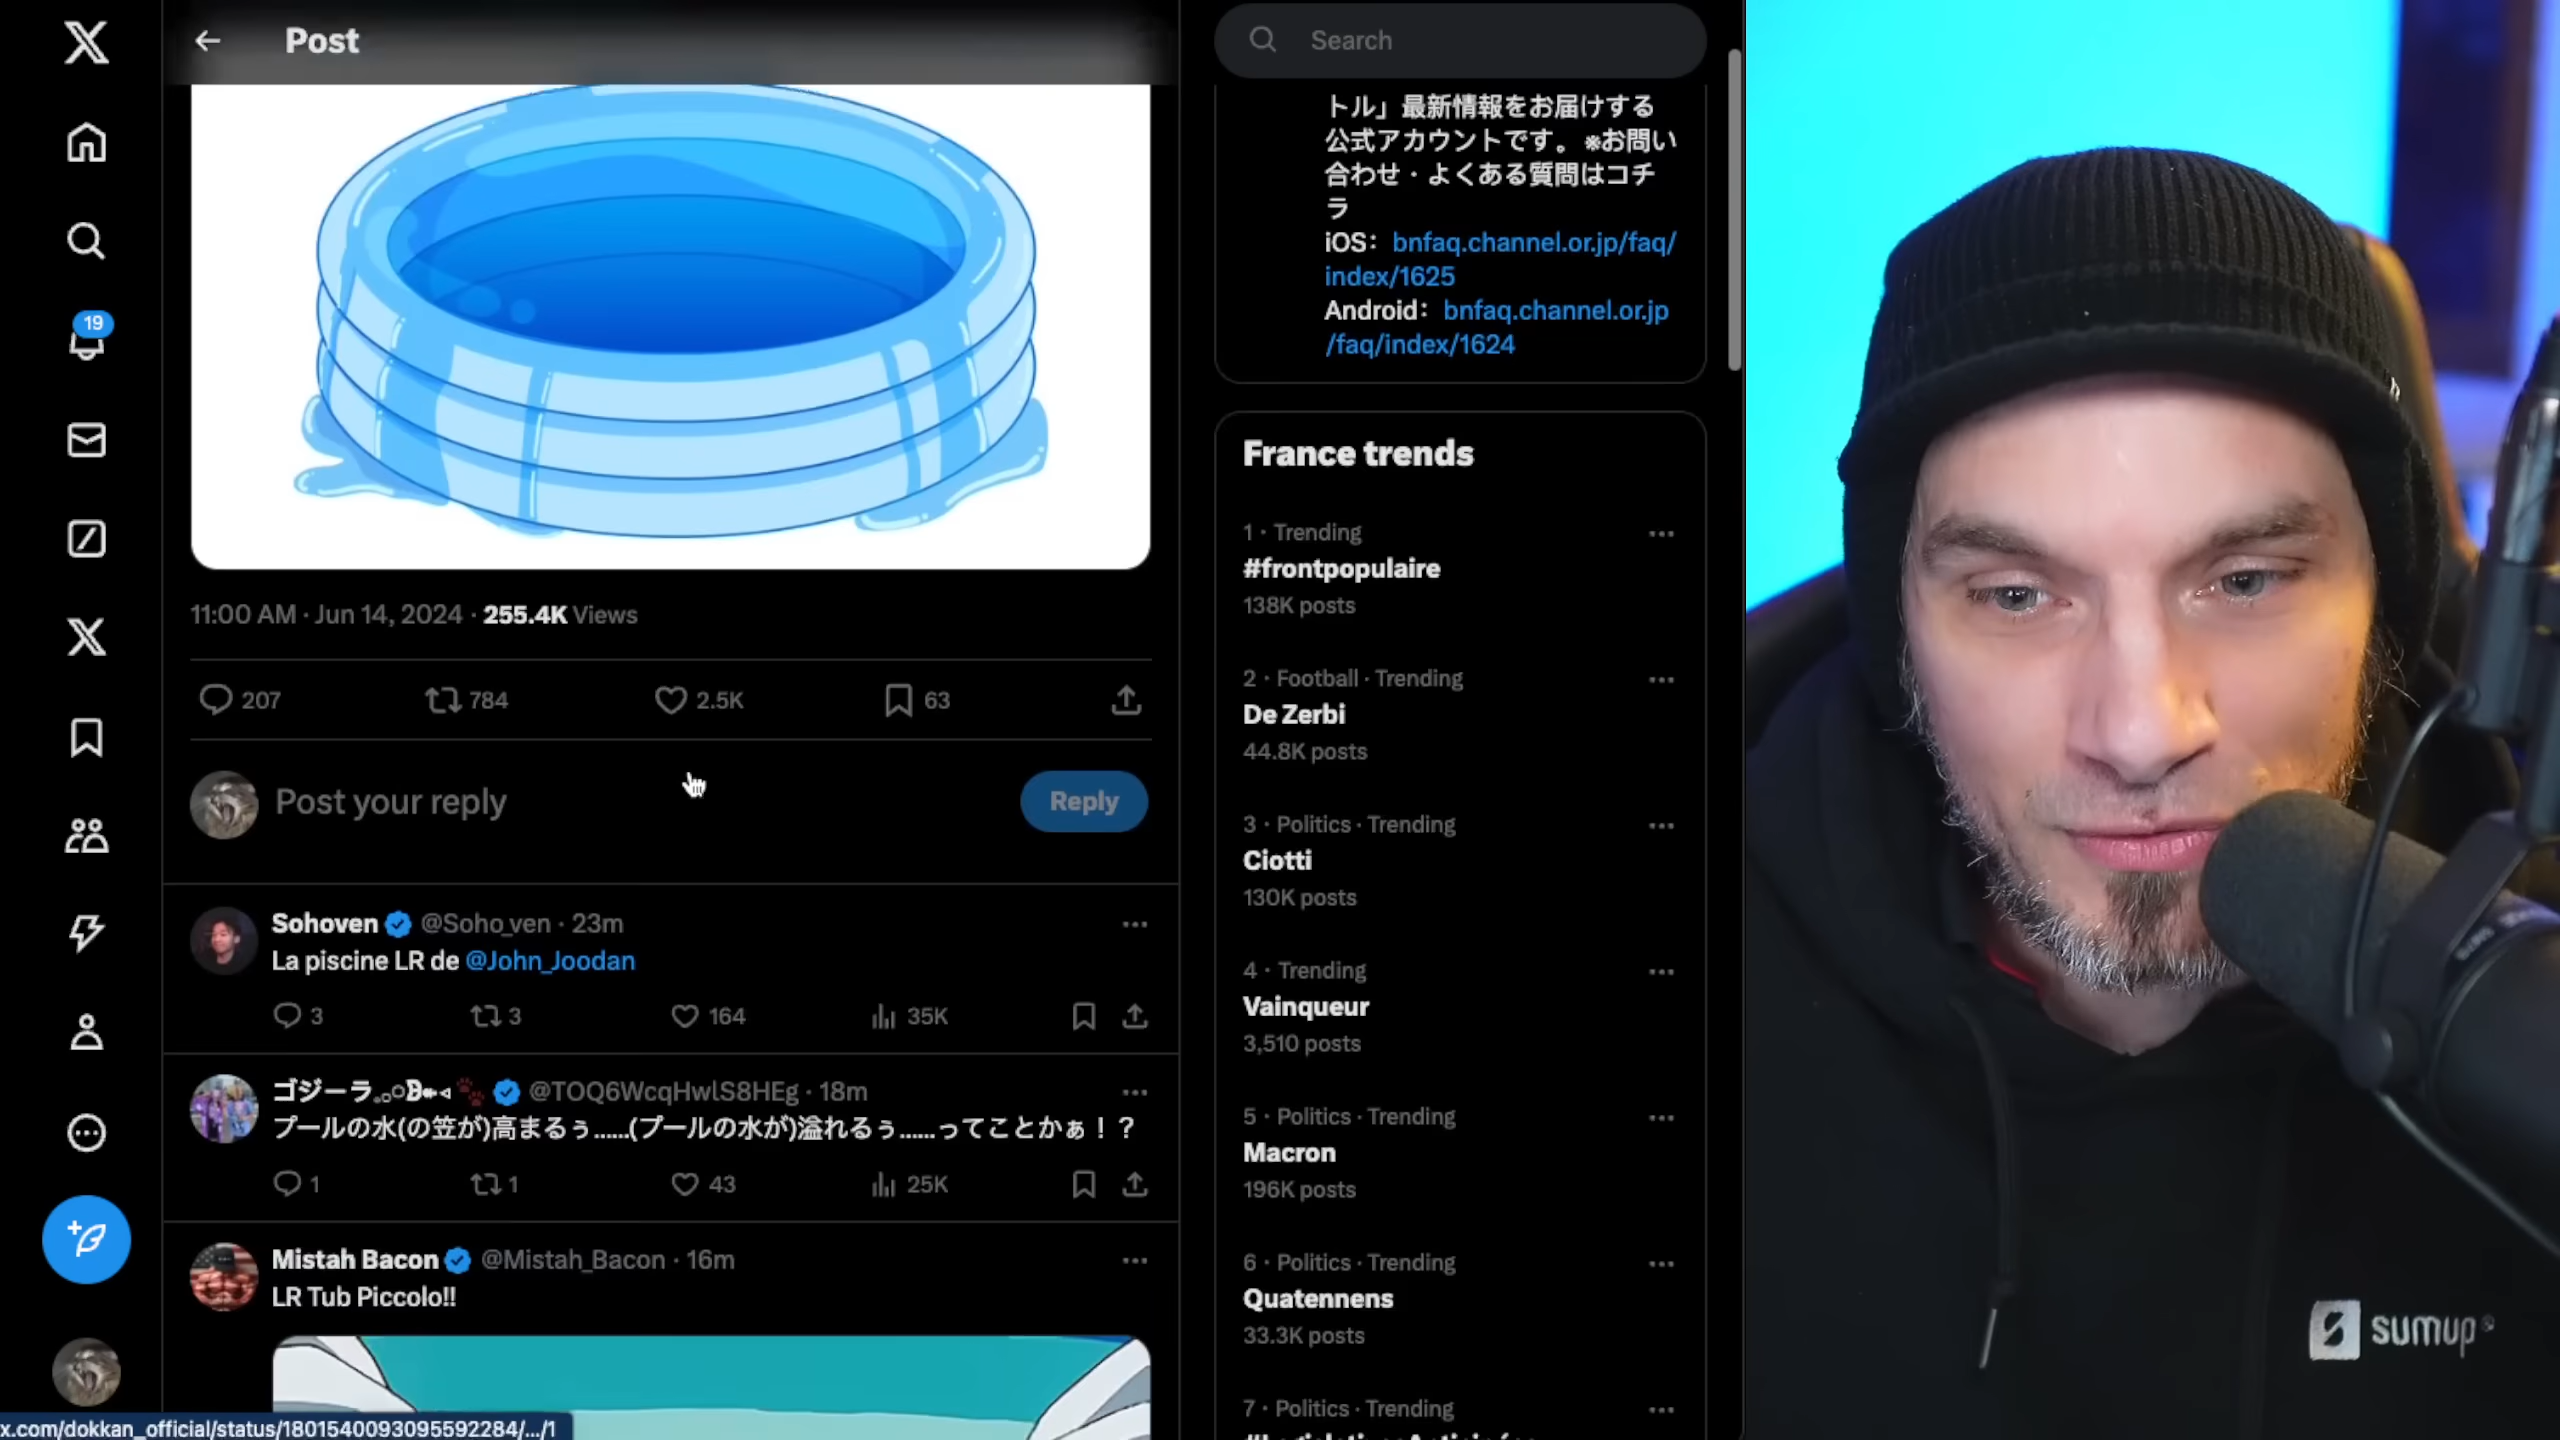 Post
19
11:00 AM · Jun 14, 2024 · 255.4K Views
207
784
2.5K
63
Post your reply
Reply
Sohoven @Soho_ven · 23m
La piscine LR de @John_Joodan
3
3
164
35K
@TOQ6WcqHwlS8HEg · 18m
プールの水(の笠が)高まるぅ......(プールの水が)溢れるぅ......ってことかぁ！？
1
1
43
25K
Mistah Bacon @Mistah_Bacon · 16m
LR Tub Piccolo!!
x.com/dokkan_official/status/1801540093095592284/.../1
Search
トル」最新情報をお届けする
公式アカウントです。 ※お問い
合わせ・よくある質問はコチ
ラ
iOS： bnfaq.channel.or.jp/faq/
index/1625
Android： bnfaq.channel.or.jp
/faq/index/1624
France trends
1 · Trending
#frontpopulaire
138K posts
2 · Football · Trending
De Zerbi
44.8K posts
3 · Politics · Trending
Ciotti
130K posts
4 · Trending
Vainqueur
3,510 posts
5 · Politics · Trending
Macron
196K posts
6 · Politics · Trending
Quatennens
33.3K posts
7 · Politics · Trending
sumup